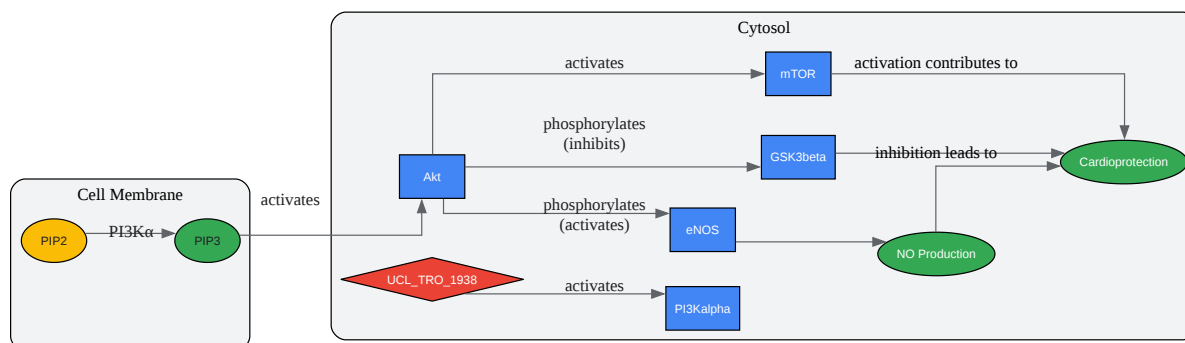 Cytosol
activates
mTOR
activation contributes to
phosphorylates
(inhibits)
GSK3beta
inhibition leads to
Cardioprotection
Akt
Cell Membrane
activates
PIP2
PI3Kα
PIP3
phosphorylates
(activates)
eNOS
NO Production
UCL_TRO_1938
activates
PI3Kalpha